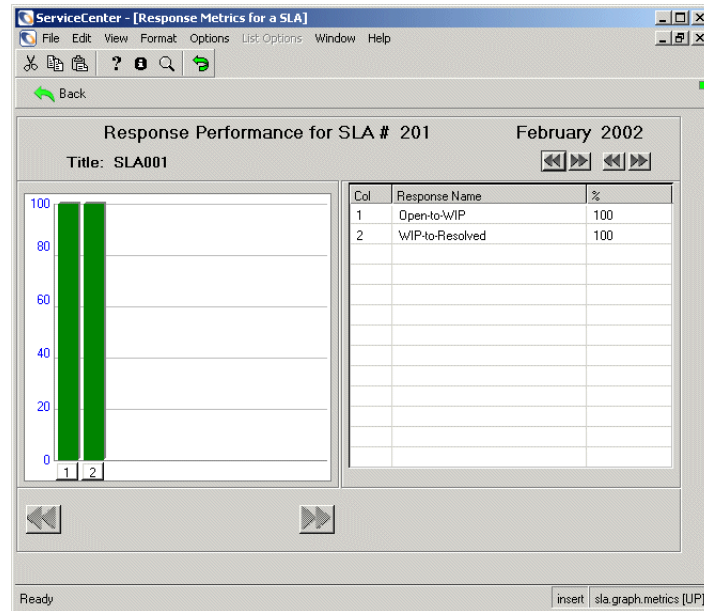 ServiceCenter - [Response Metrics for a SLA]
File Edit View Format Options List Options Window Help
Back
Response Performance for SLA # 201 February 2002
Title: SLA001
100
80
60
40
20
0
1 2
Col Response Name %
1 Open-to-WIP 100
2 WIP-to-Resolved 100
Ready insert sla.graph.metrics [UP]